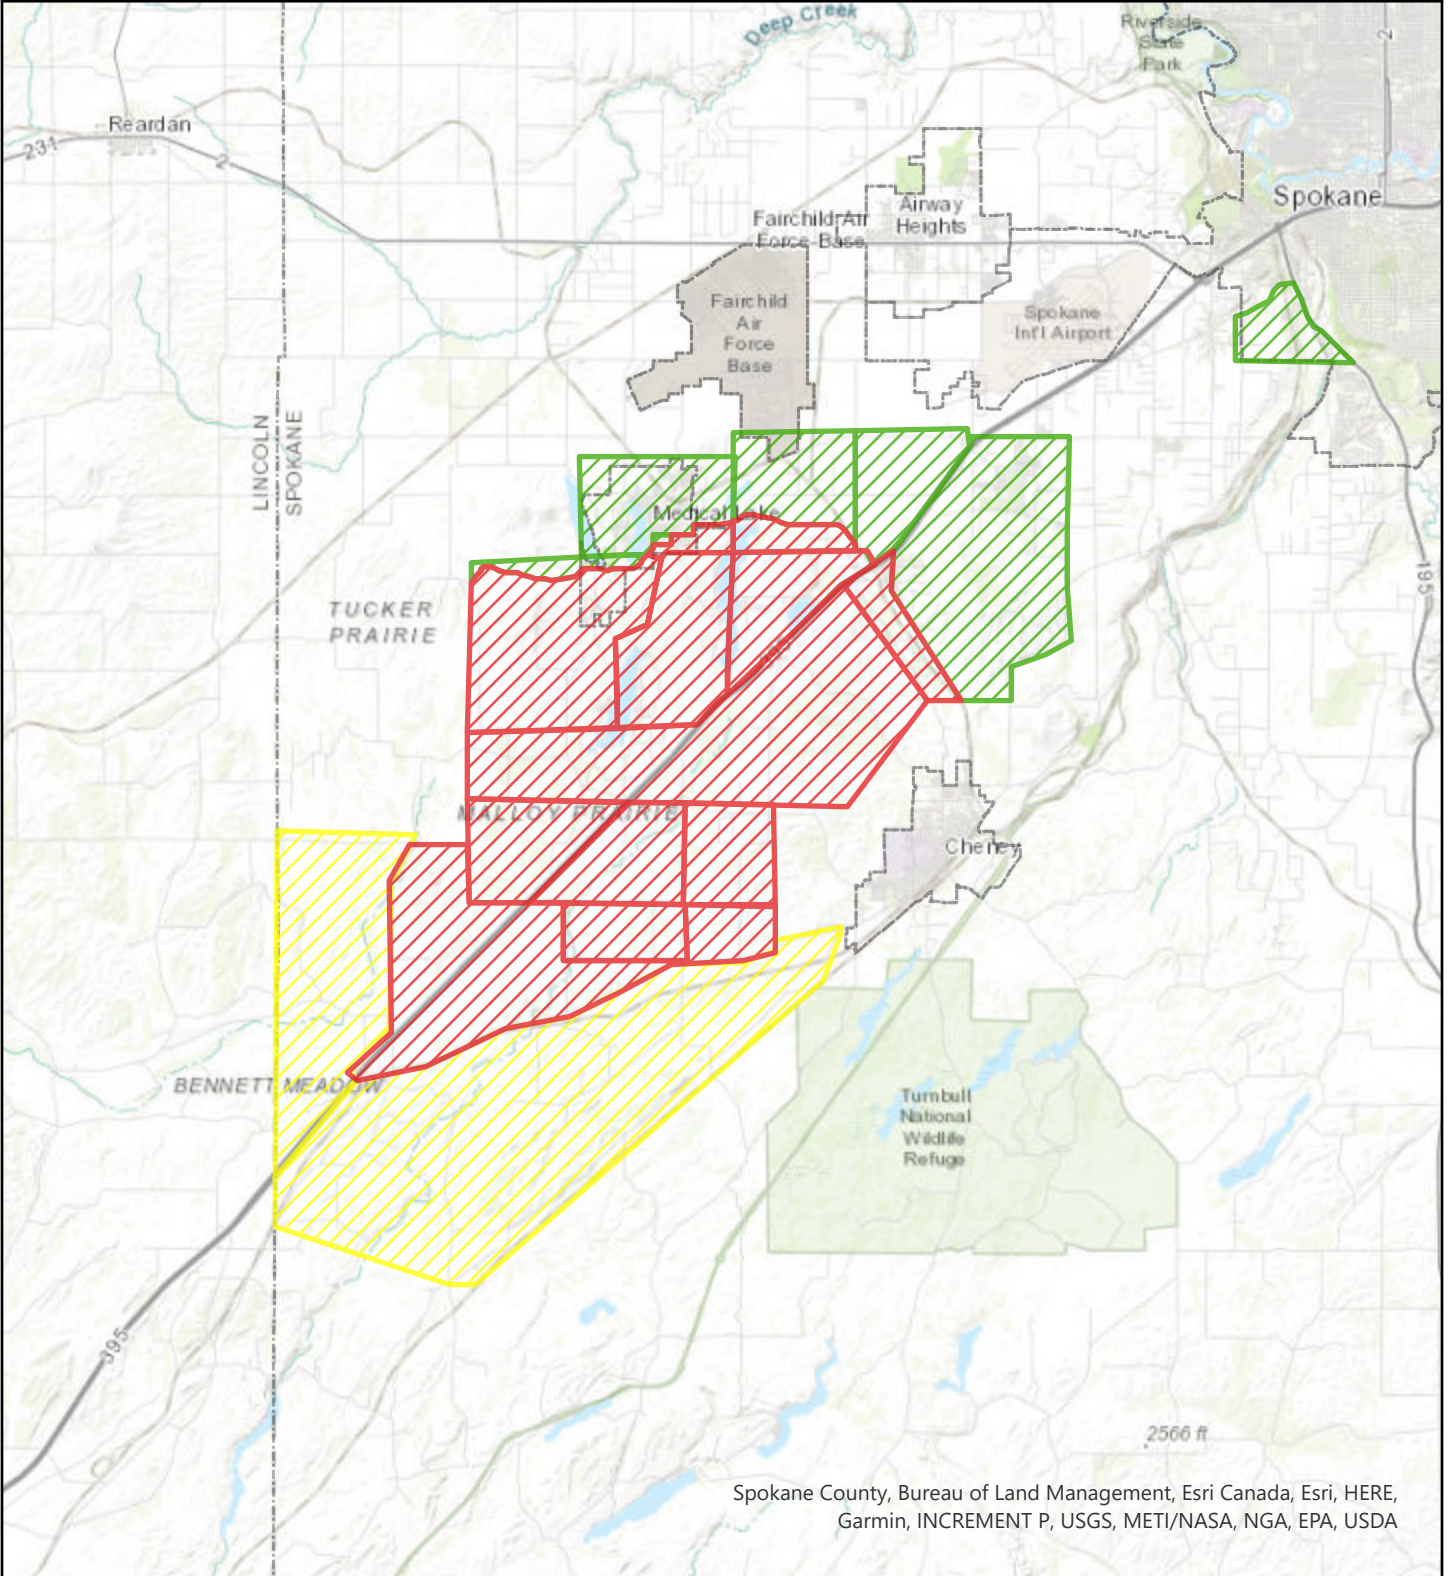 Deep Creek
Riverside
State
Park
2
Reardan
231
2
Spokane
Airway
Heights
Fairchild Air
Force Base
Fairchild
Air
Force
Base
Spokane
Int'l Airport
LINCOLN
SPOKANE
Medical Lake
195
TUCKER
PRAIRIE
MALLOY PRAIRIE
Cheney
BENNETT MEADOW
Turnbull
National
Wildlife
Refuge
395
2566 ft
Spokane County, Bureau of Land Management, Esri Canada, Esri, HERE,
Garmin, INCREMENT P, USGS, METI/NASA, NGA, EPA, USDA